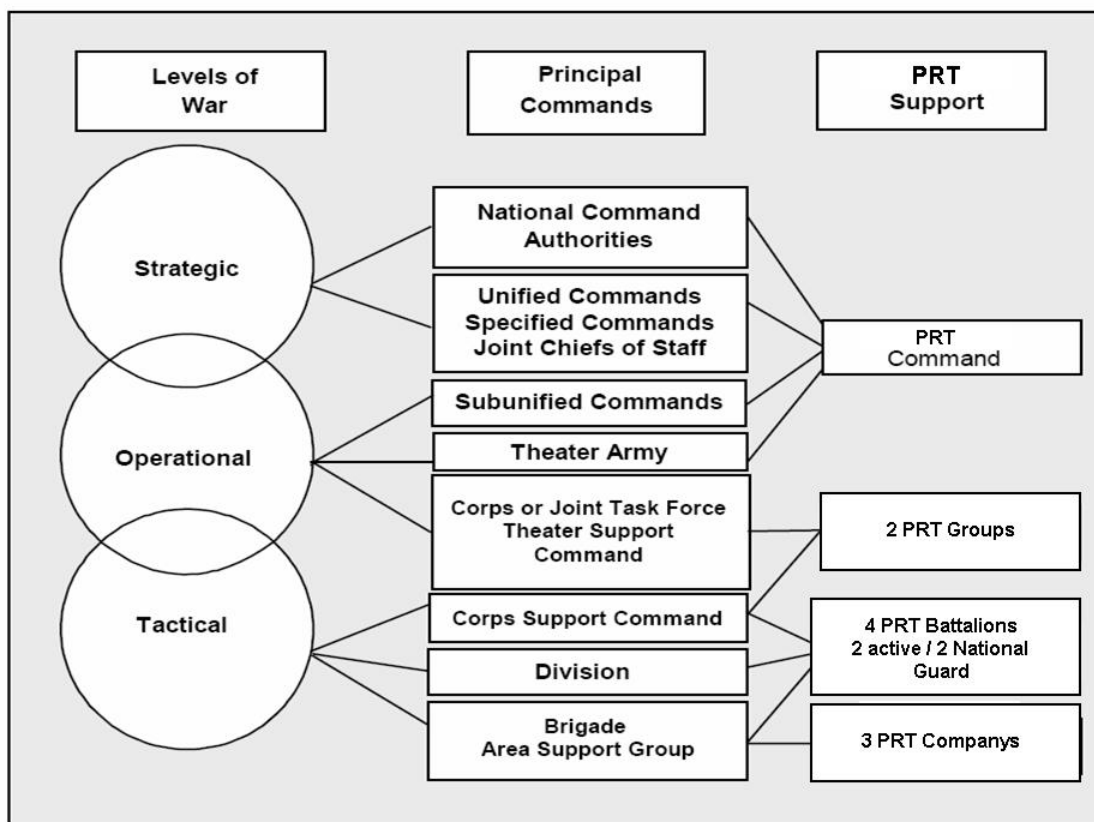 Levels of
War
Principal
Commands
PRT
Support
Strategic
Operational
Tactical
National Command
Authorities
Unified Commands
Specified Commands
Joint Chiefs of Staff
Subunified Commands
Theater Army
Corps or Joint Task Force
Theater Support
Command
Corps Support Command
Division
Brigade
Area Support Group
PRT
Command
2 PRT Groups
4 PRT Battalions
2 active / 2 National
Guard
3 PRT Companys